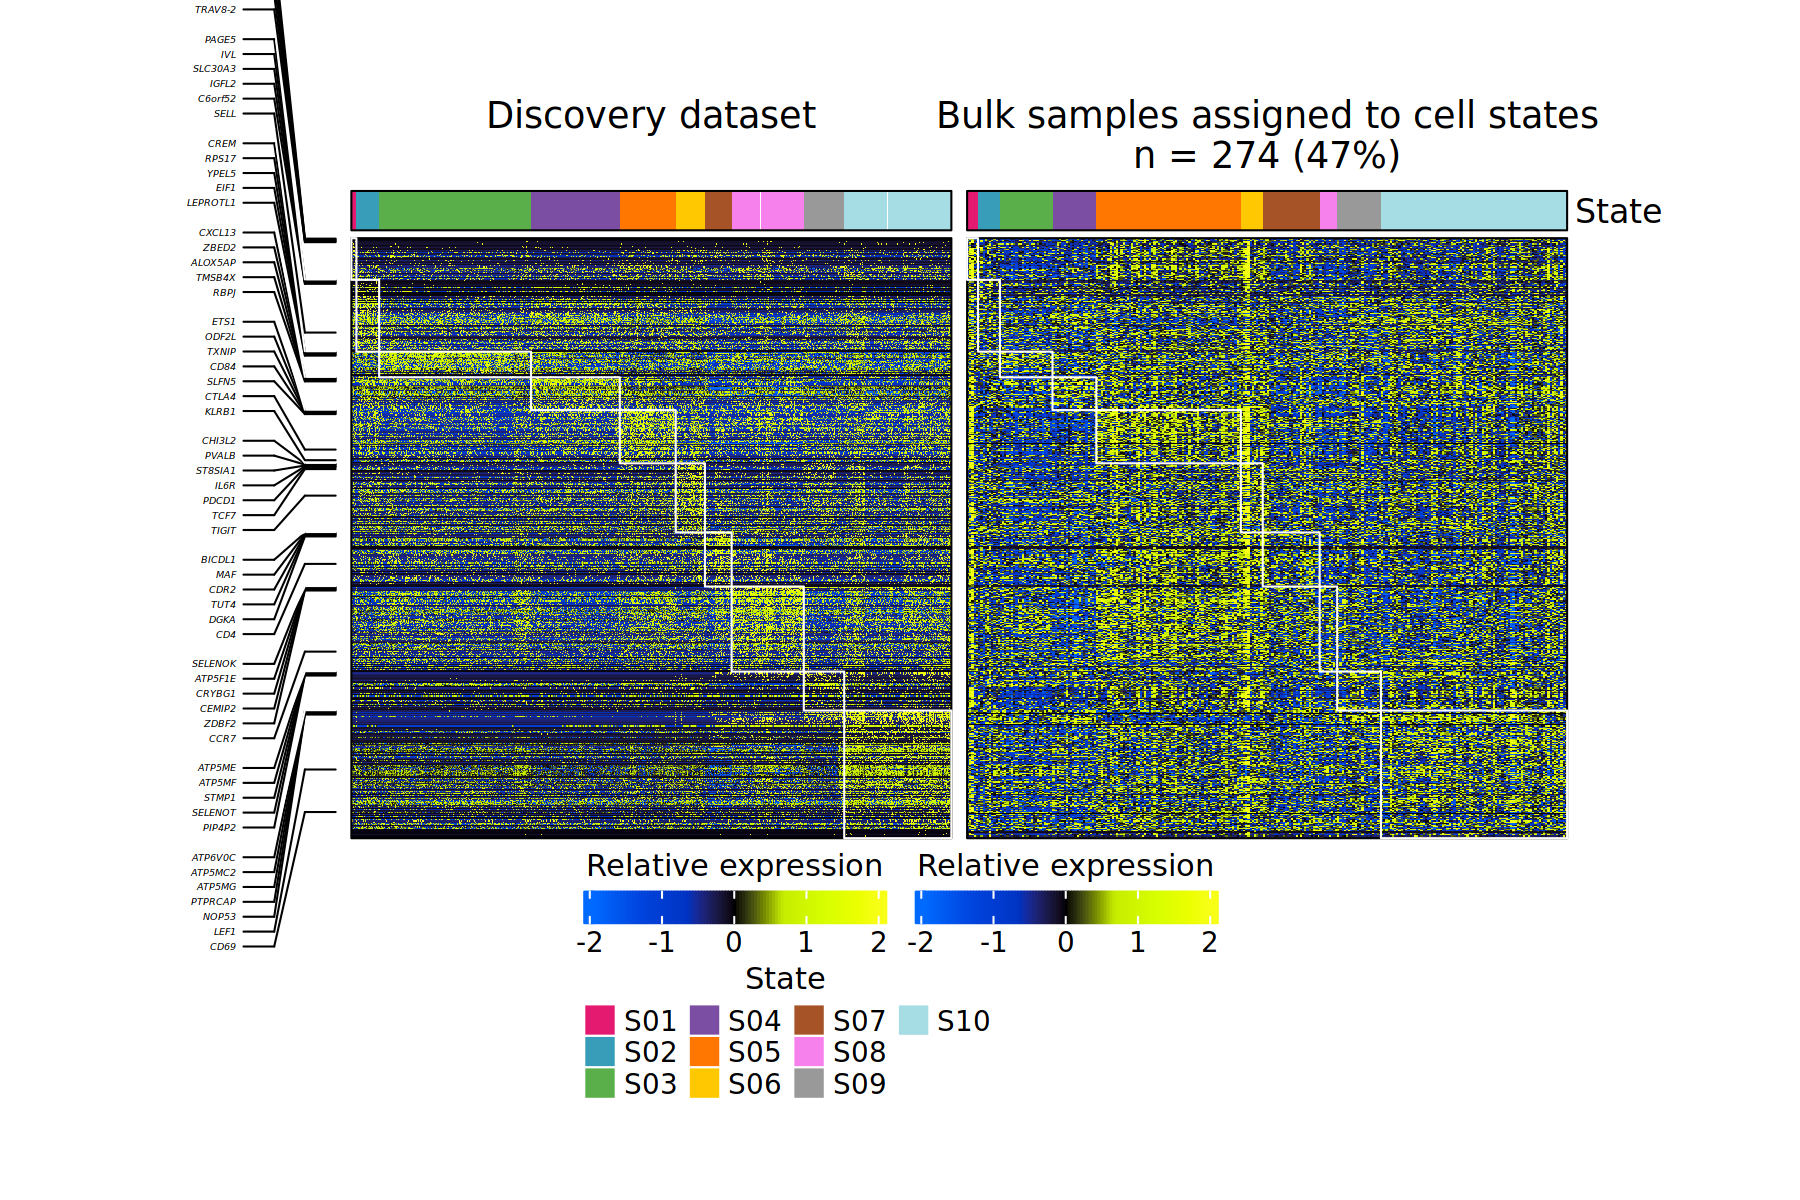 TRAV8-2
PAGE5
IVL
SLC30A3
IGFL2
C6orf52
SELL
CREM
RPS17
YPEL5
EIF1
LEPROTL1
CXCL13
ZBED2
ALOX5AP
TMSB4X
RBPJ
ETS1
ODF2L
TXNIP
CD84
SLFN5
CTLA4
KLRB1
CHI3L2
PVALB
ST8SIA1
IL6R
PDCD1
TCF7
TIGIT
BICDL1
MAF
CDR2
TUT4
DGKA
CD4
SELENOK
ATP5F1E
CRYBG1
CEMIP2
ZDBF2
CCR7
ATP5ME
ATP5MF
STMP1
SELENOT
PIP4P2
ATP6V0C
ATP5MC2
ATP5MG
PTPRCAP
NOP53
LEF1
CD69
Discovery dataset
Bulk samples assigned to cell states
n = 274 (47%)
State
Relative expression
-2 -1 0 1 2
Relative expression
-2 -1 0 1 2
State
S01 S04 S07 S10
S02 S05 S08
S03 S06 S09